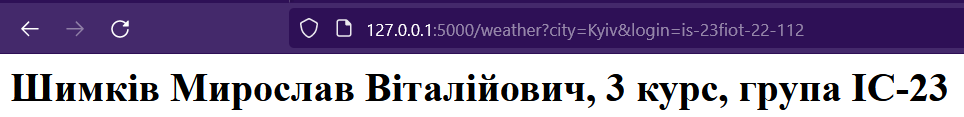 127.0.0.1:5000/weather?city=Kyiv&login=is-23fiot-22-112
Шимків Мирослав Віталійович, 3 курс, група ІС-23